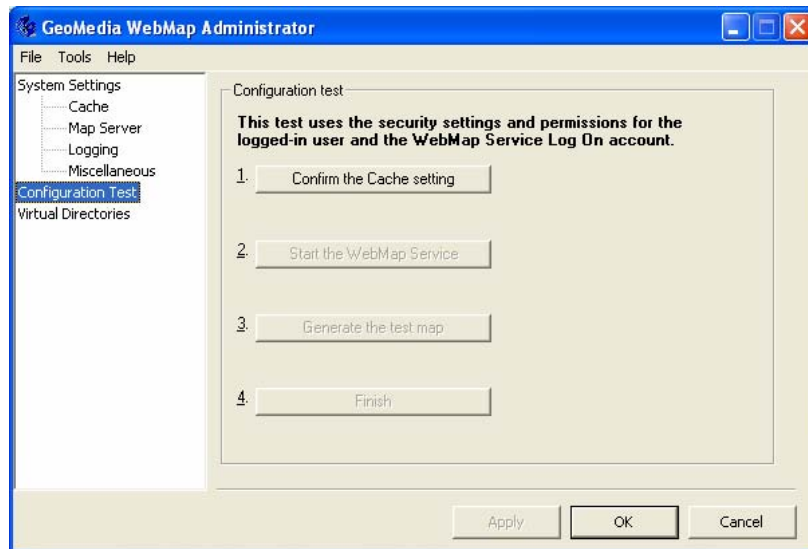 GeoMedia WebMap Administrator
File Tools Help
System Settings
Cache
Map Server
Logging
Miscellaneous
Configuration Test
Virtual Directories
Configuration test
This test uses the security settings and permissions for the
logged-in user and the WebMap Service Log On account.
1. Confirm the Cache setting
2. Start the WebMap Service
3. Generate the test map
4. Finish
Apply OK Cancel